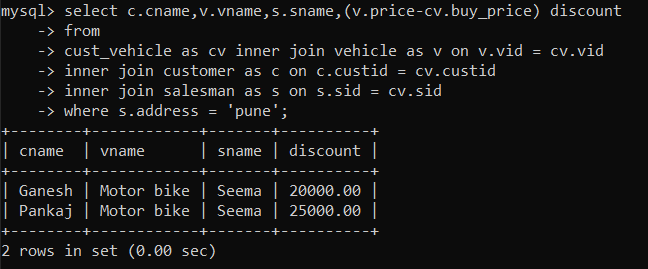 mysql> select c.cname,v.vname,s.sname,(v.price-cv.buy_price) discount
    -> from
    -> cust_vehicle as cv inner join vehicle as v on v.vid = cv.vid
    -> inner join customer as c on c.custid = cv.custid
    -> inner join salesman as s on s.sid = cv.sid
    -> where s.address = 'pune';
+--------+------------+-------+----------+
| cname  | vname      | sname | discount |
+--------+------------+-------+----------+
| Ganesh | Motor bike | Seema | 20000.00 |
| Pankaj | Motor bike | Seema | 25000.00 |
+--------+------------+-------+----------+
2 rows in set (0.00 sec)